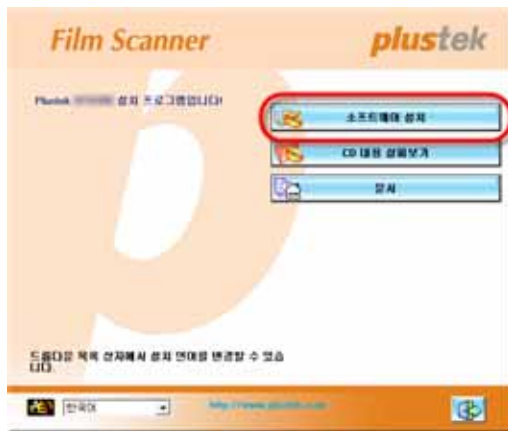 Film Scanner
plustek
Plustek 설치 프로그램입니다!
소프트웨어 설치
CD 내용 살펴보기
문서
드롭다운 목록 상자에서 설치 언어를 변경할 수 있습
니다.
한국어
http://www.plustek.com